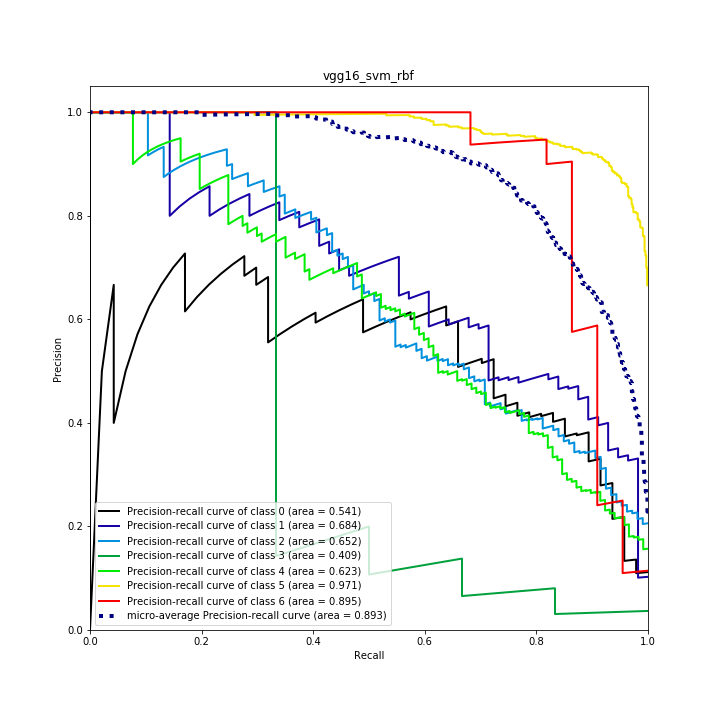 vgg16_svm_rbf
1.0
0.8
0.6
0.4
0.2
0.0
Precision
Precision-recall curve of class 0 (area = 0.541)
Precision-recall curve of class 1 (area = 0.684)
Precision-recall curve of class 2 (area = 0.652)
Precision-recall curve of class 3 (area = 0.409)
Precision-recall curve of class 4 (area = 0.623)
Precision-recall curve of class 5 (area = 0.971)
Precision-recall curve of class 6 (area = 0.895)
micro-average Precision-recall curve (area = 0.893)
0.0 0.2 0.4 0.6 0.8 1.0
Recall